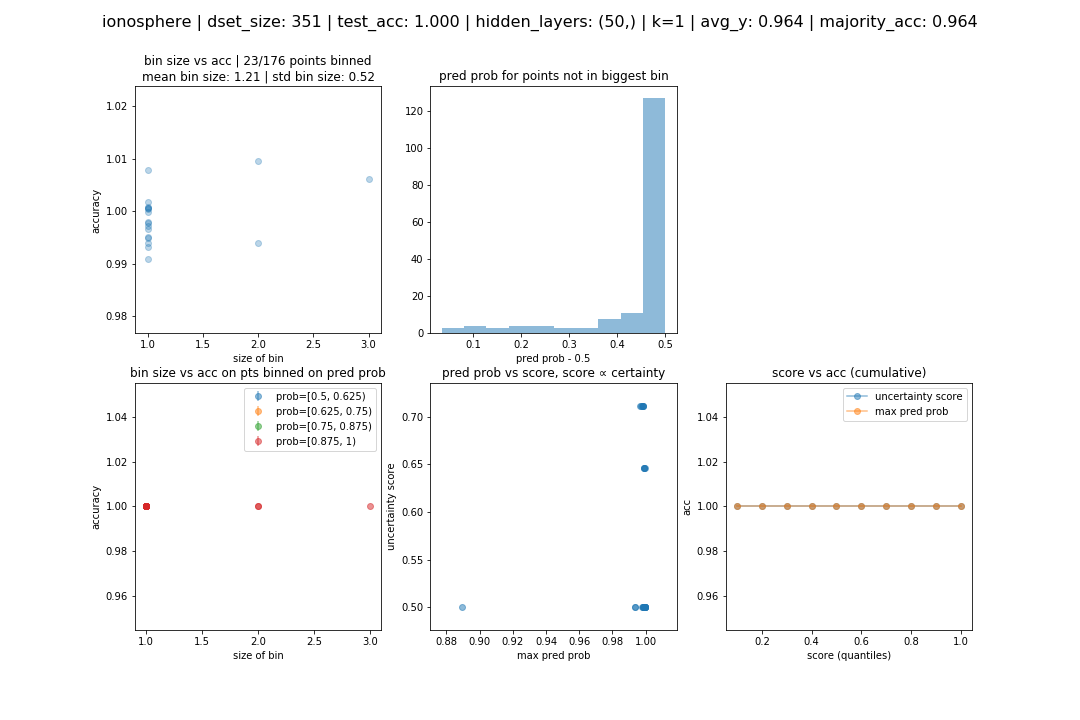 ionosphere | dset_size: 351 | test_acc: 1.000 | hidden_layers: (50,) | k=1 | avg_y: 0.964 | majority_acc: 0.964
bin size vs acc | 23/176 points binned
mean bin size: 1.21 | std bin size: 0.52
1.02
1.01
1.00
0.99
0.98
accuracy
1.0
1.5
2.0
2.5
3.0
size of bin
pred prob for points not in biggest bin
120
100
80
60
40
20
0
0.1
0.2
0.3
0.4
0.5
pred prob - 0.5
bin size vs acc on pts binned on pred prob
prob=[0.5, 0.625)
prob=[0.625, 0.75)
prob=[0.75, 0.875)
prob=[0.875, 1)
1.04
1.02
1.00
0.98
0.96
accuracy
1.0
1.5
2.0
2.5
3.0
size of bin
pred prob vs score, score ∝ certainty
0.70
0.65
0.60
0.55
0.50
uncertainty score
0.88
0.90
0.92
0.94
0.96
0.98
1.00
max pred prob
score vs acc (cumulative)
uncertainty score
max pred prob
1.04
1.02
1.00
0.98
0.96
acc
0.2
0.4
0.6
0.8
1.0
score (quantiles)